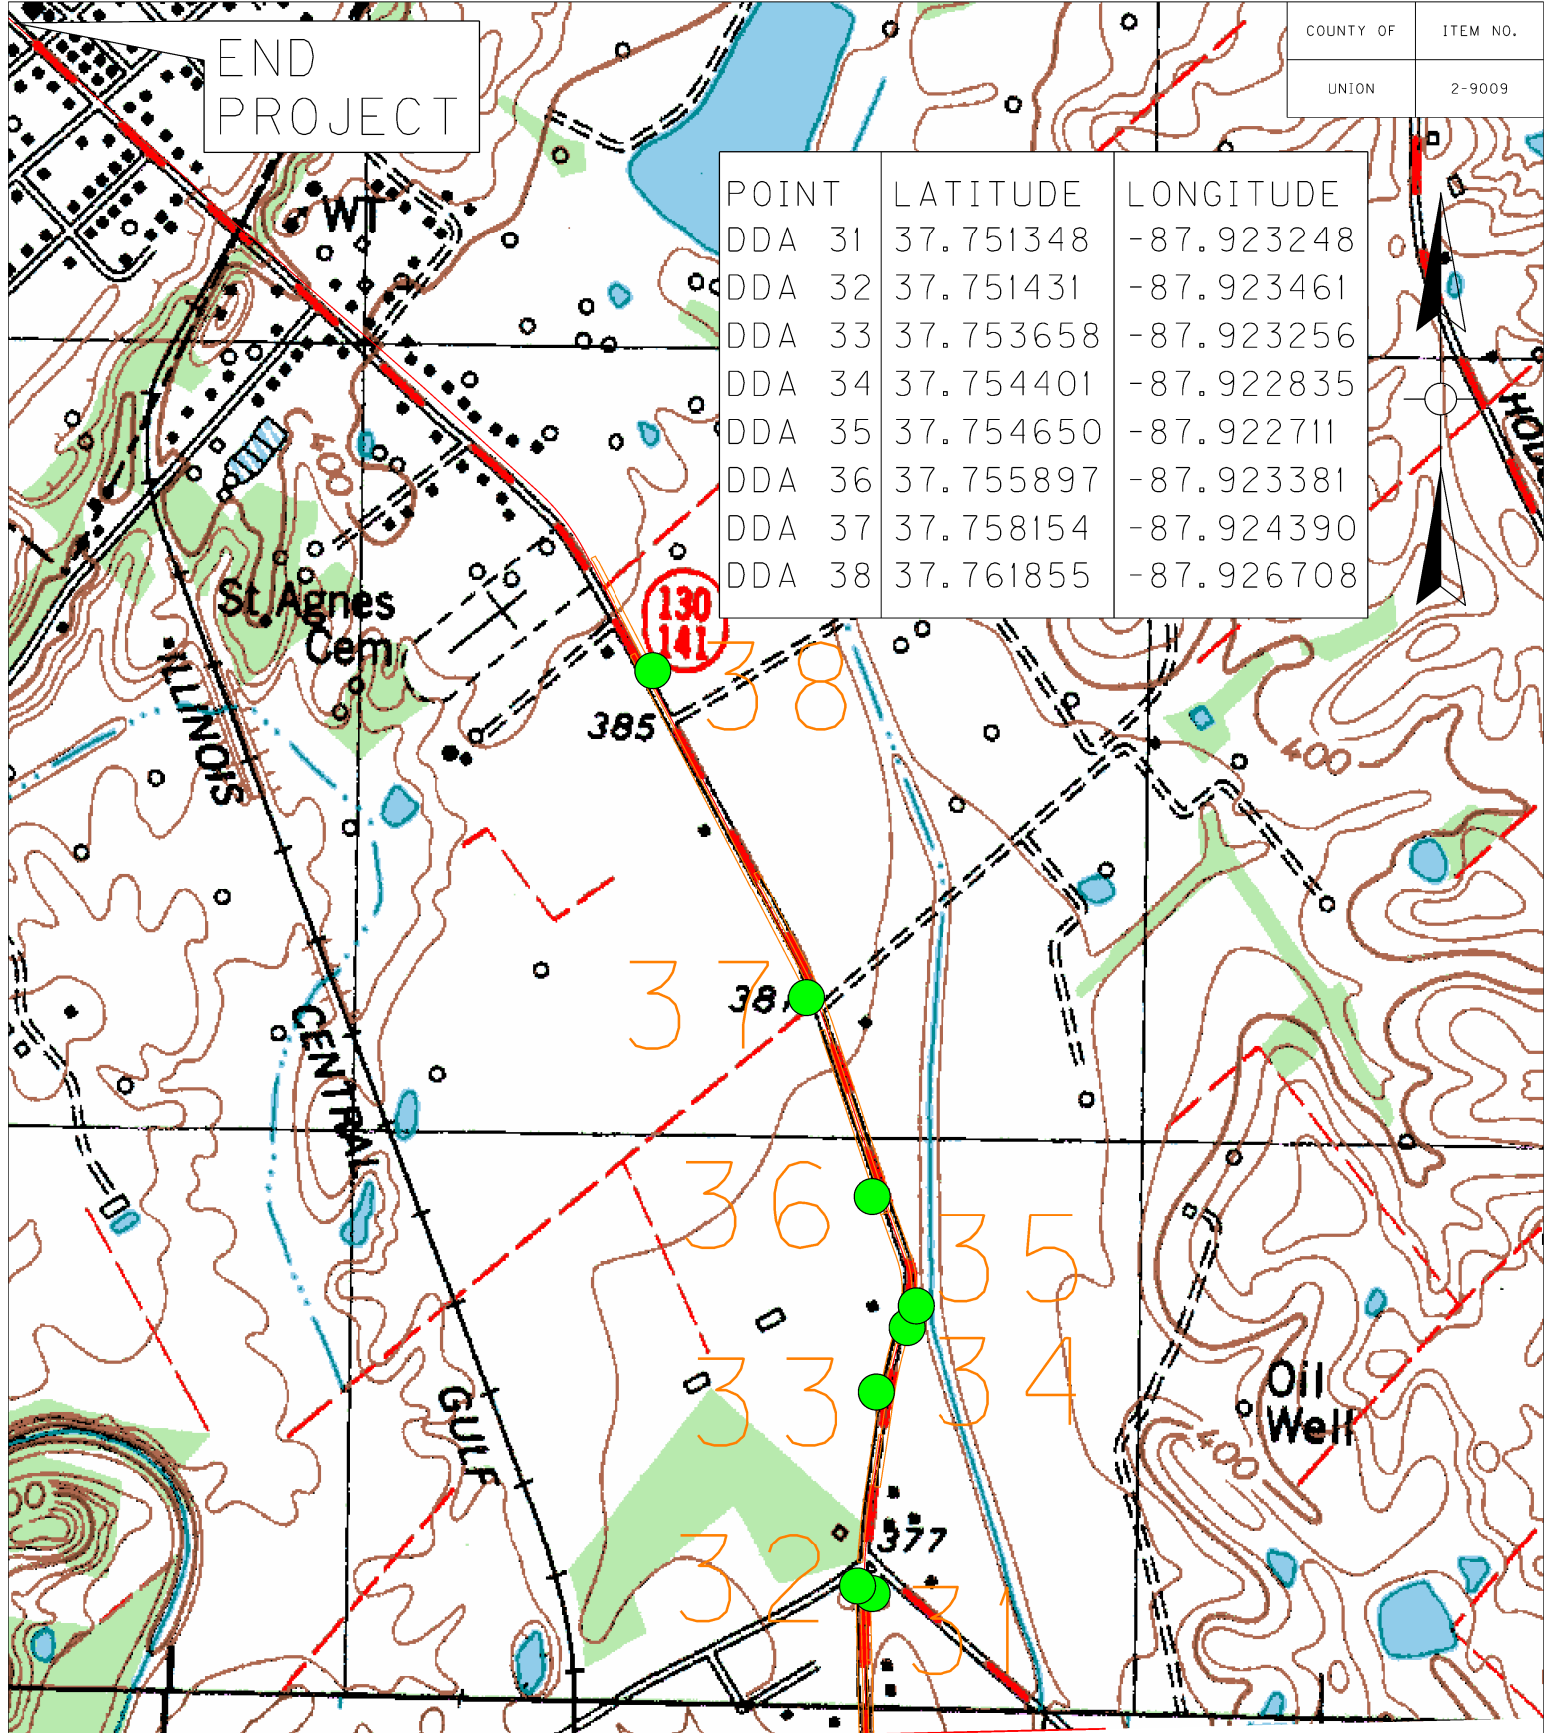 END
PROJECT
COUNTY OF ITEM NO.
UNION 2-9009
POINT LATITUDE LONGITUDE
DDA 31 37.751348 -87.923248
DDA 32 37.751431 -87.923461
DDA 33 37.753658 -87.923256
DDA 34 37.754401 -87.922835
DDA 35 37.754650 -87.922711
DDA 36 37.755897 -87.923381
DDA 37 37.758154 -87.924390
DDA 38 37.761855 -87.926708
WT
400
St Agnes
Cem
130
141
38
385
ILLINOIS
400
37
38
CENTRAL
36
35
34
33
Oil
Well
GULF
400
377
32
31